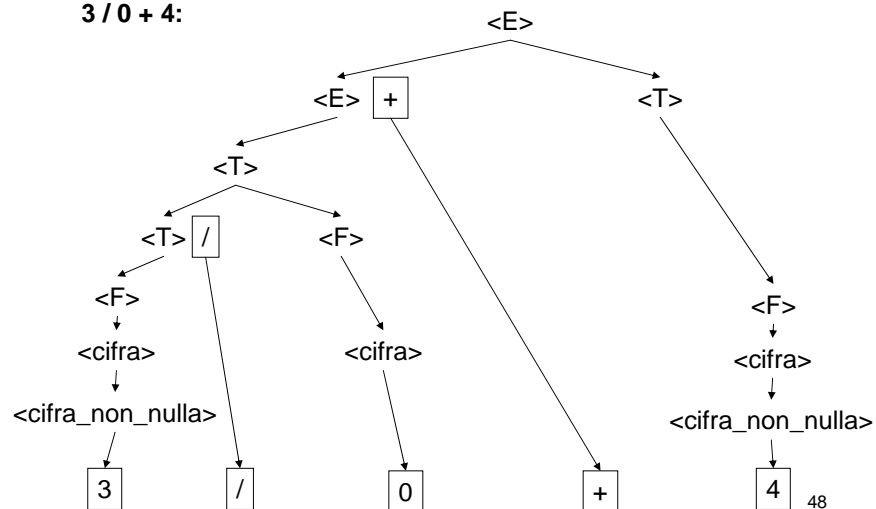 3 / 0 + 4:
<E>
<E> + <T>
<T>
<T> / <F>
<F> <F>
<cifra> <cifra> <cifra>
<cifra_non_nulla> <cifra_non_nulla>
3 / 0 + 4
48